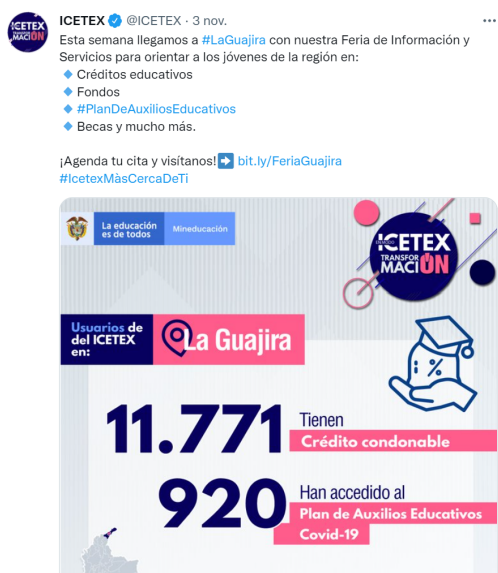 ICETEX @ICETEX · 3 nov.
Esta semana llegamos a #LaGuajira con nuestra Feria de Información y
Servicios para orientar a los jóvenes de la región en:
Créditos educativos
Fondos
#PlanDeAuxiliosEducativos
Becas y mucho más.
¡Agenda tu cita y visítanos! bit.ly/FeriaGuajira
#IcetexMàsCercaDeTi
La educación
es de todos
Mineducación
ICETEX
TRANSFOR
MACIÓN
Usuarios de
del ICETEX
en:
La Guajira
11.771
Tienen
Crédito condonable
920
Han accedido al
Plan de Auxilios Educativos
Covid-19